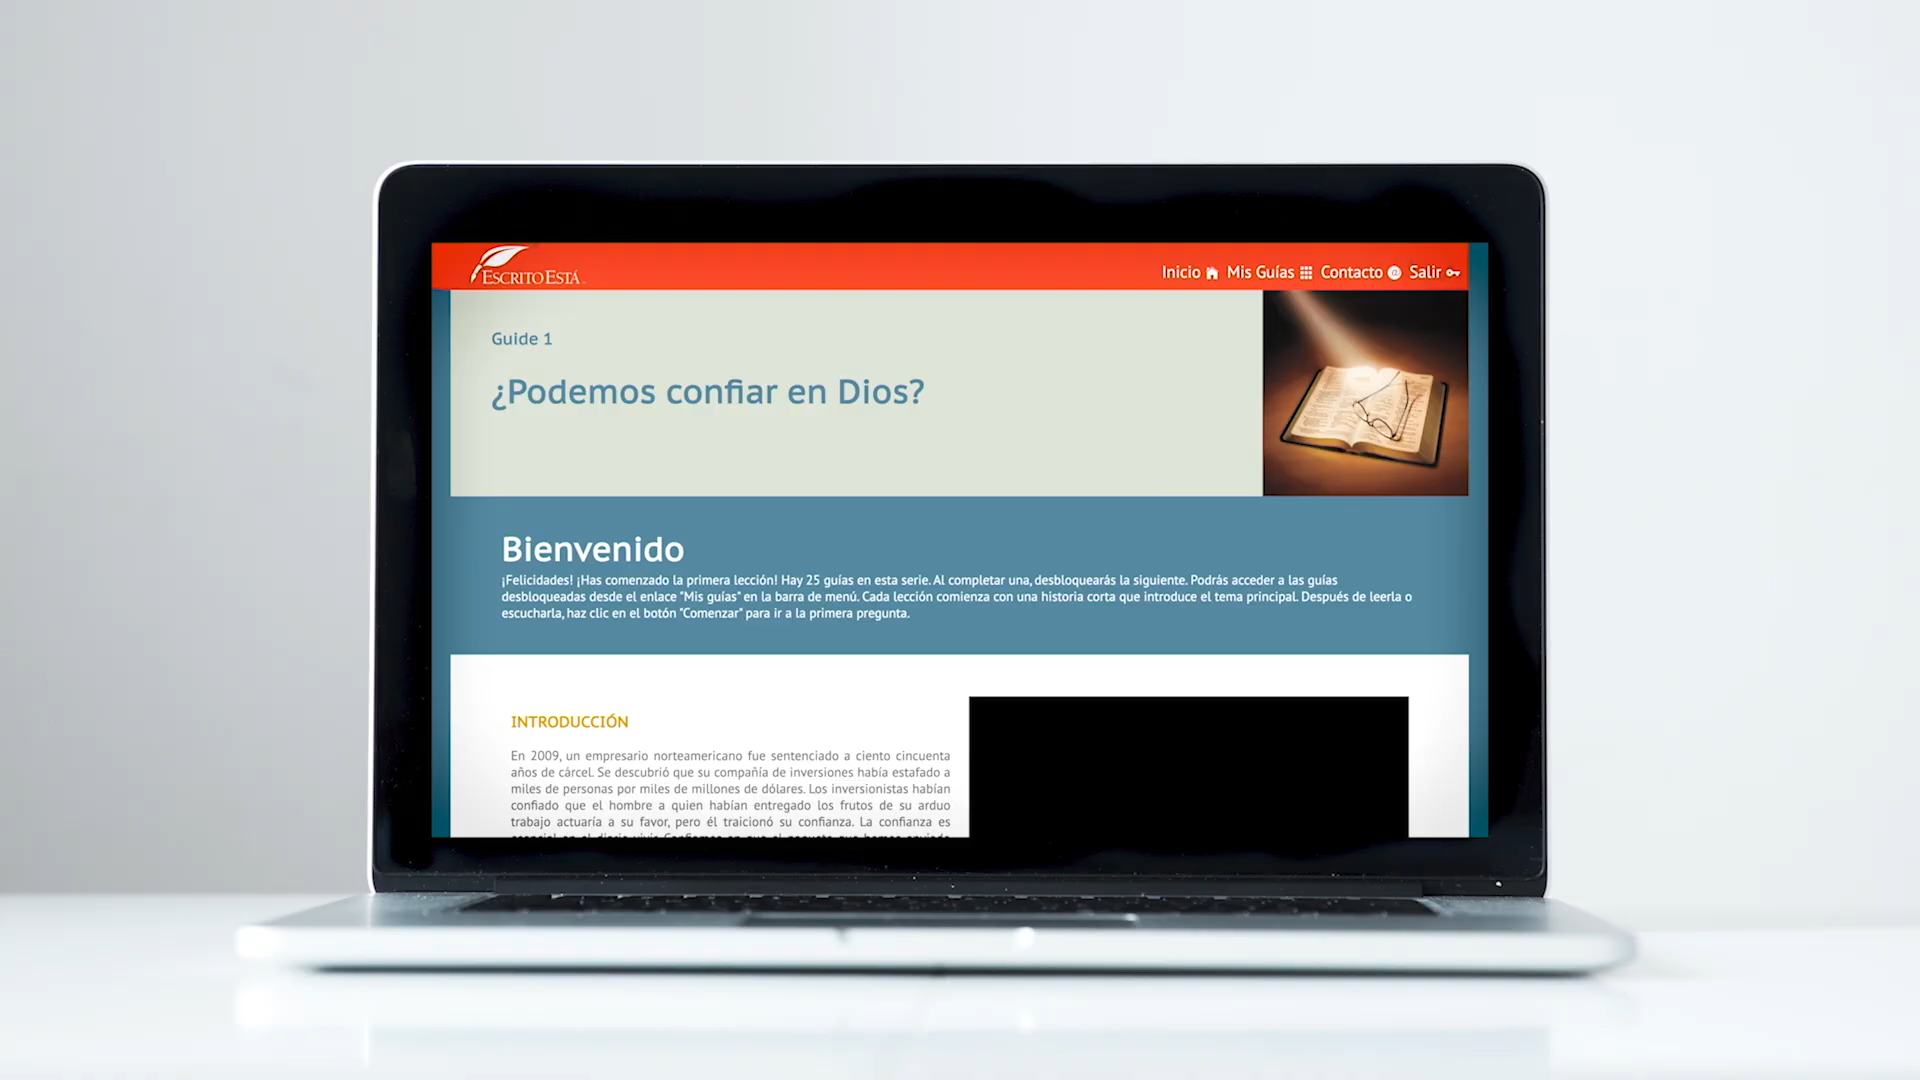 ESCRITO ESTÁ
Inicio Mis Guías Contacto Salir
Guide 1
¿Podemos confiar en Dios?
Bienvenido
¡Felicidades! ¡Has comenzado la primera lección! Hay 25 guías en esta serie. Al completar una, desbloquearás la siguiente. Podrás acceder a las guías
desbloqueadas desde el enlace "Mis guías" en la barra de menú. Cada lección comienza con una historia corta que introduce el tema principal. Después de leerla o
escucharla, haz clic en el botón "Comenzar" para ir a la primera pregunta.
INTRODUCCIÓN
En 2009, un empresario norteamericano fue sentenciado a ciento cincuenta
años de cárcel. Se descubrió que su compañía de inversiones había estafado a
miles de personas por miles de millones de dólares. Los inversionistas habían
confiado que el hombre a quien habían entregado los frutos de su arduo
trabajo actuaría a su favor, pero él traicionó su confianza. La confianza es